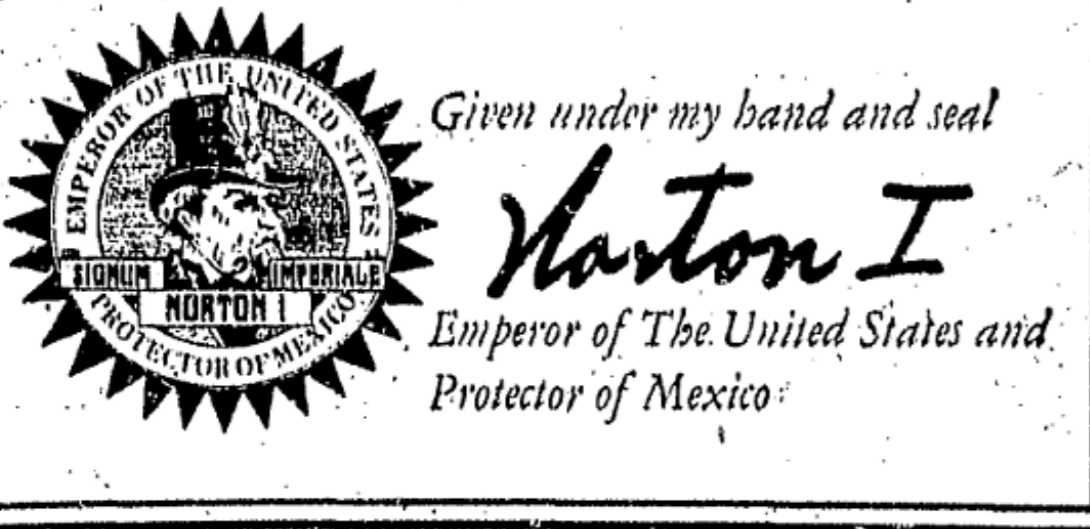 EMPEROR OF THE UNITED STATES
SIGNUM IMPERIALE
NORTON I
PROTECTOR OF MEXICO
Given under my hand and seal
Norton I
Emperor of The United States and
Protector of Mexico